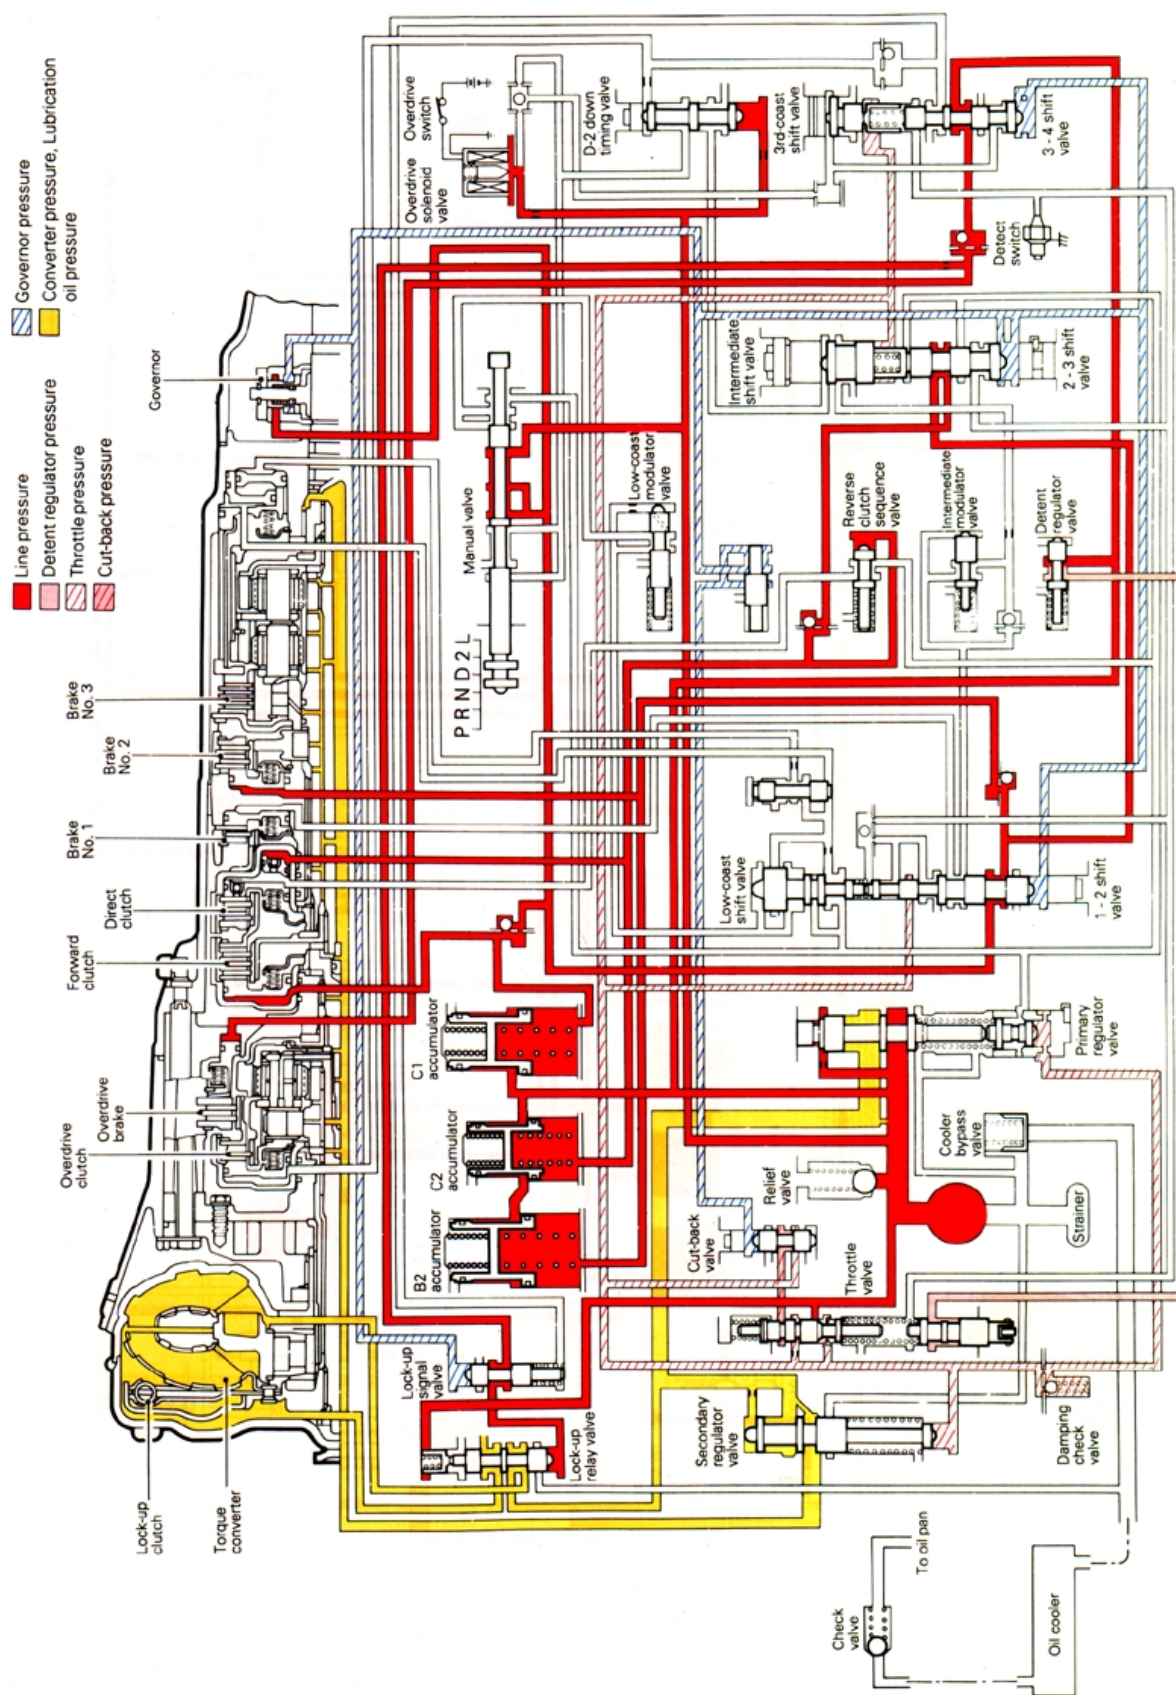 Line pressure
Detent regulator pressure
Throttle pressure
Cut-back pressure
Governor pressure
Converter pressure, Lubrication
oil pressure
Lock-up
clutch
Torque
converter
Overdrive
clutch
Overdrive
brake
Forward
clutch
Direct
clutch
Brake
No. 1
Brake
No. 2
Brake
No. 3
Governor
Lock-up
signal
valve
Lock-up
relay valve
B2
accumulator
C2
accumulator
C1
accumulator
Manual valve
P R N D 2 L
Overdrive
solenoid
valve
Overdrive
switch
Low-coast
modulator
valve
D-2 down
timing valve
Secondary
regulator
valve
Cut-back
valve
Relief
valve
Throttle
valve
Low-coast
shift valve
Intermediate
shift valve
3rd-coast
shift valve
Reverse
clutch
sequence
valve
Intermediate
modulator
valve
Detent
regulator
valve
Detect
switch
2 - 3 shift
valve
3 - 4 shift
valve
1 - 2 shift
valve
Primary
regulator
valve
Cooler
bypass
valve
Strainer
Damping
check
valve
Check
valve
To oil pan
Oil cooler